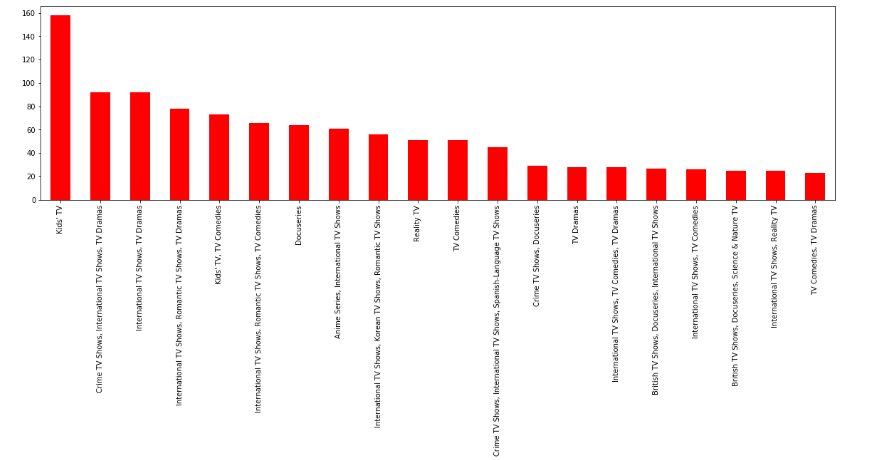 160
140
120
100
80
60
40
20
0
Kids' TV
Crime TV Shows, International TV Shows, TV Dramas
International TV Shows, TV Dramas
International TV Shows, Romantic TV Shows, TV Dramas
Kids' TV, TV Comedies
International TV Shows, Romantic TV Shows, TV Comedies
Docuseries
Anime Series, International TV Shows
International TV Shows, Korean TV Shows, Romantic TV Shows
Reality TV
TV Comedies
Crime TV Shows, International TV Shows, Spanish-Language TV Shows
Crime TV Shows, Docuseries
TV Dramas
International TV Shows, TV Comedies, TV Dramas
British TV Shows, Docuseries, International TV Shows
International TV Shows, TV Comedies
British TV Shows, Docuseries, Science & Nature TV
International TV Shows, Reality TV
TV Comedies, TV Dramas